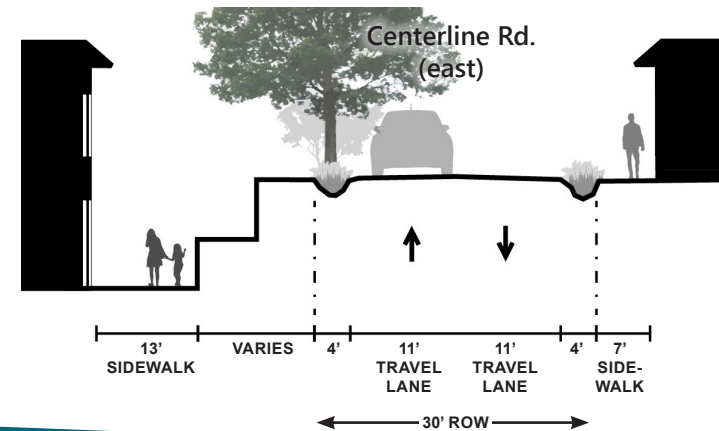 Centerline Rd.
(east)
13' VARIES 4' 11' 11' 4' 7'
SIDEWALK TRAVEL TRAVEL SIDE-
LANE LANE WALK
30' ROW